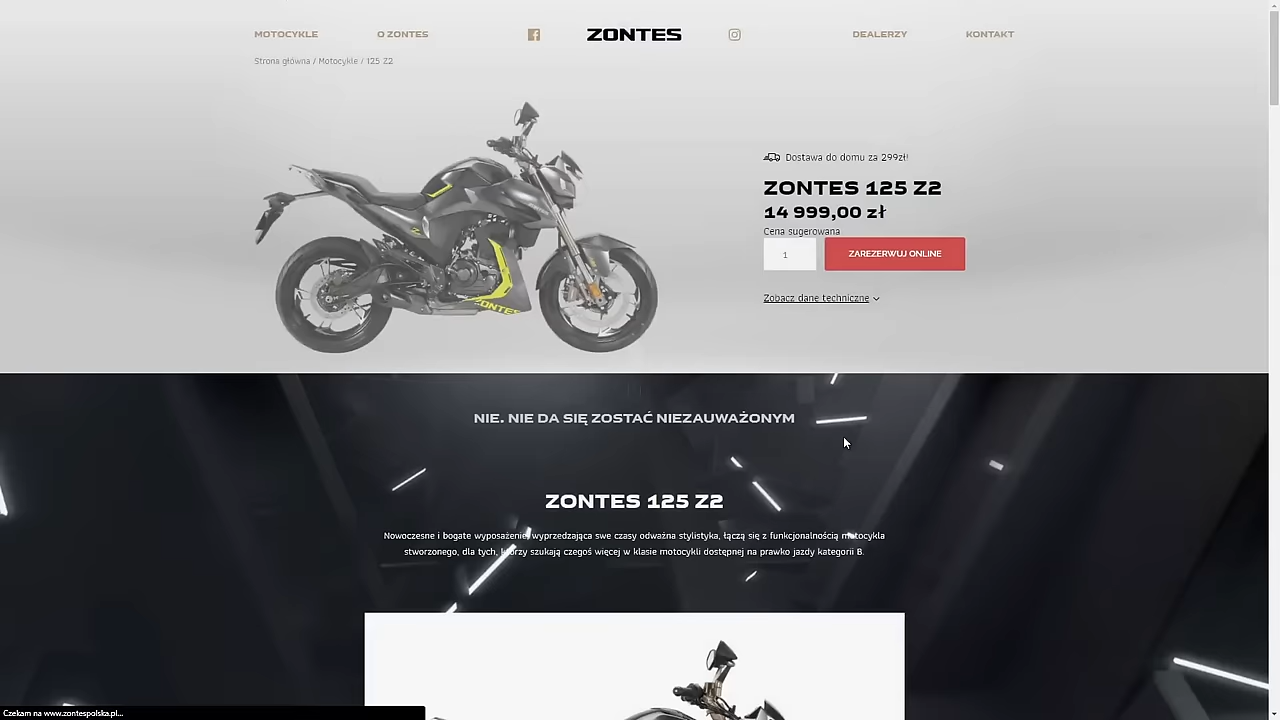 MOTOCYKLE
O ZONTES
ZONTES
DEALERZY
KONTAKT
Strona główna / Motocykle / 125 Z2
Dostawa do domu za 299zł!
ZONTES 125 Z2
14 999,00 zł
Cena sugerowana
1
ZAREZERWUJ ONLINE
Zobacz dane techniczne
ZONTES
NIE. NIE DA SIĘ ZOSTAĆ NIEZAUWAŻONYM
ZONTES 125 Z2
Nowoczesne i bogate wyposażenie, wyprzedzająca swe czasy odważna stylistyka, łączą się z funkcjonalnością motocykla
stworzonego, dla tych, którzy szukają czegoś więcej w klasie motocykli dostępnej na prawko jazdy kategorii B.
Czekam na www.zontespolska.pl...